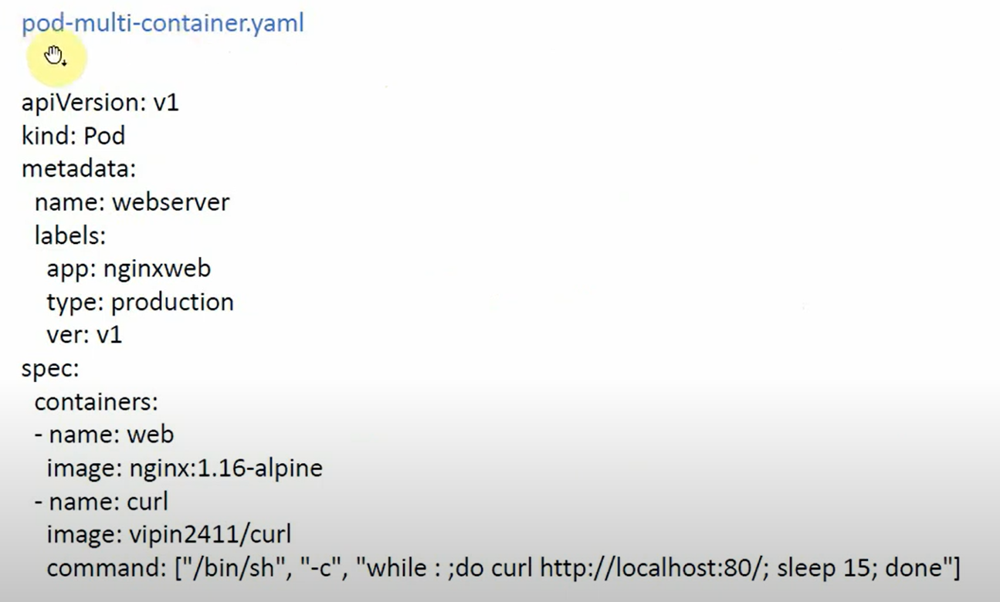 pod-multi-container.yaml
apiVersion: v1
kind: Pod
metadata:
  name: webserver
  labels:
    app: nginxweb
    type: production
    ver: v1
spec:
  containers:
  - name: web
    image: nginx:1.16-alpine
  - name: curl
    image: vipin2411/curl
    command: ["/bin/sh", "-c", "while : ;do curl http://localhost:80/; sleep 15; done"]